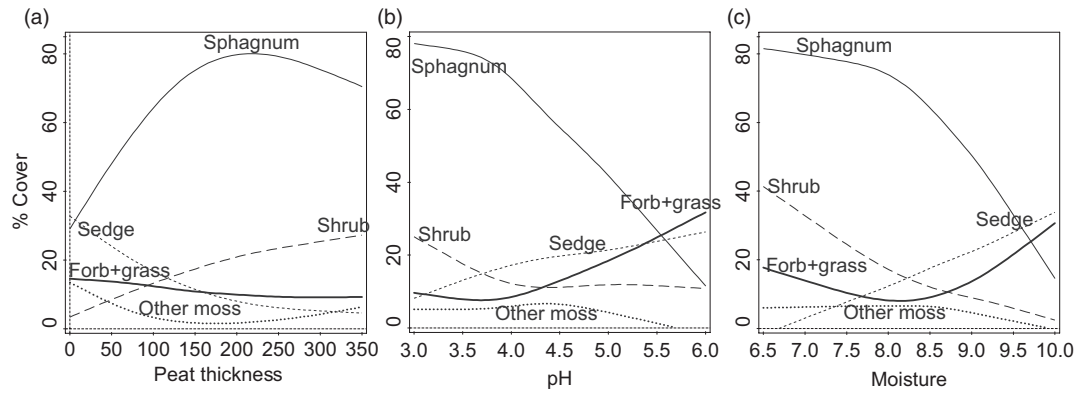 (a)
% Cover
0
20
40
60
80
Sphagnum
Sedge
Shrub
Forb+grass
Other moss
0 50 100 150 200 250 300 350
Peat thickness
(b)
0
20
40
60
80
Sphagnum
Forb+grass
Shrub
Sedge
Other moss
3.0 3.5 4.0 4.5 5.0 5.5 6.0
pH
(c)
0
20
40
60
80
Sphagnum
Shrub
Sedge
Forb+grass
Other moss
6.5 7.0 7.5 8.0 8.5 9.0 9.5 10.0
Moisture